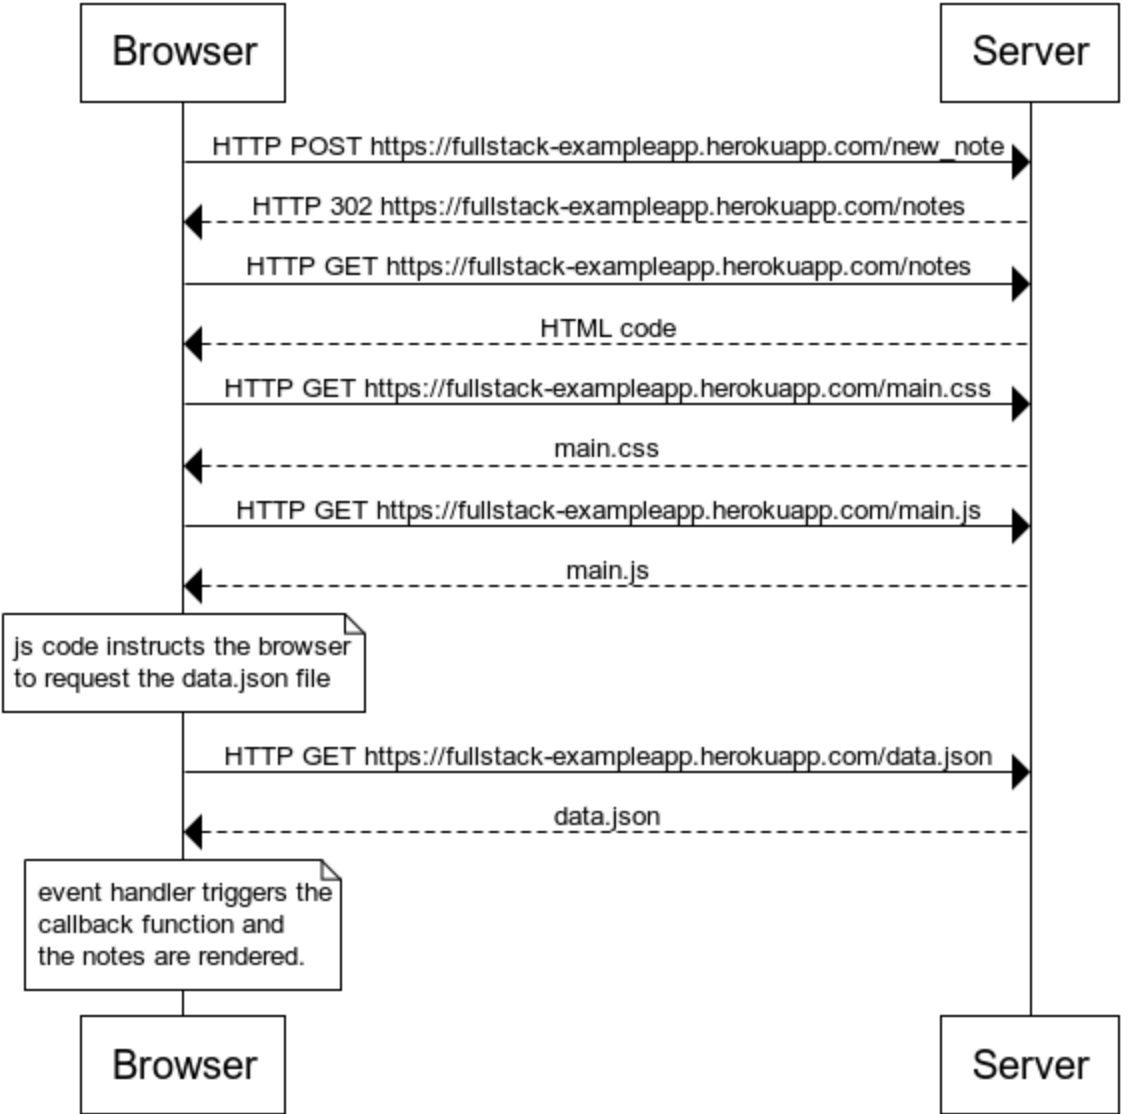 Browser
Server
HTTP POST https://fullstack-exampleapp.herokuapp.com/new_note
HTTP 302 https://fullstack-exampleapp.herokuapp.com/notes
HTTP GET https://fullstack-exampleapp.herokuapp.com/notes
HTML code
HTTP GET https://fullstack-exampleapp.herokuapp.com/main.css
main.css
HTTP GET https://fullstack-exampleapp.herokuapp.com/main.js
main.js
js code instructs the browser
to request the data.json file
HTTP GET https://fullstack-exampleapp.herokuapp.com/data.json
data.json
event handler triggers the
callback function and
the notes are rendered.
Browser
Server